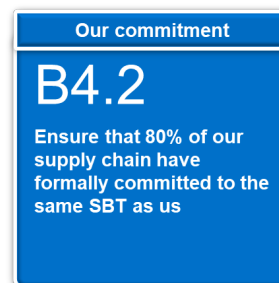 Our commitment
B4.2
Ensure that 80% of our
supply chain have
formally committed to the
same SBT as us